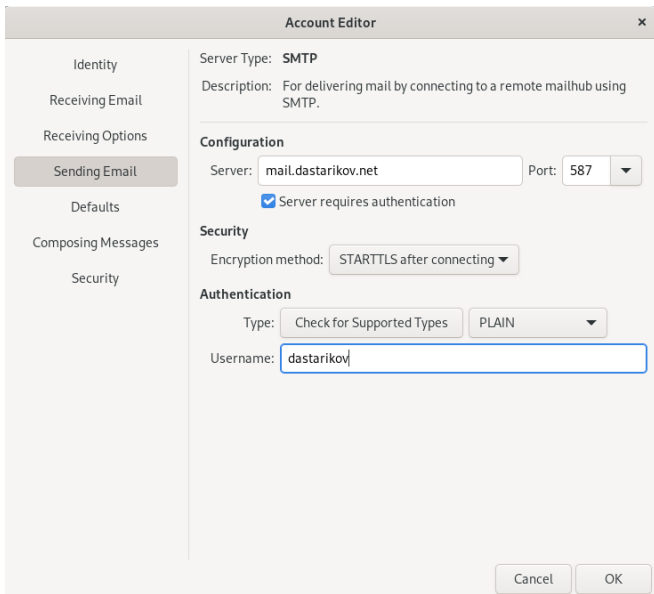 Account Editor
×
Identity
Receiving Email
Receiving Options
Sending Email
Defaults
Composing Messages
Security
Server Type: SMTP
Description: For delivering mail by connecting to a remote mailhub using
SMTP.
Configuration
Server: mail.dastarikov.net Port: 587
Server requires authentication
Security
Encryption method: STARTTLS after connecting
Authentication
Type: Check for Supported Types PLAIN
Username: dastarikov
Cancel OK